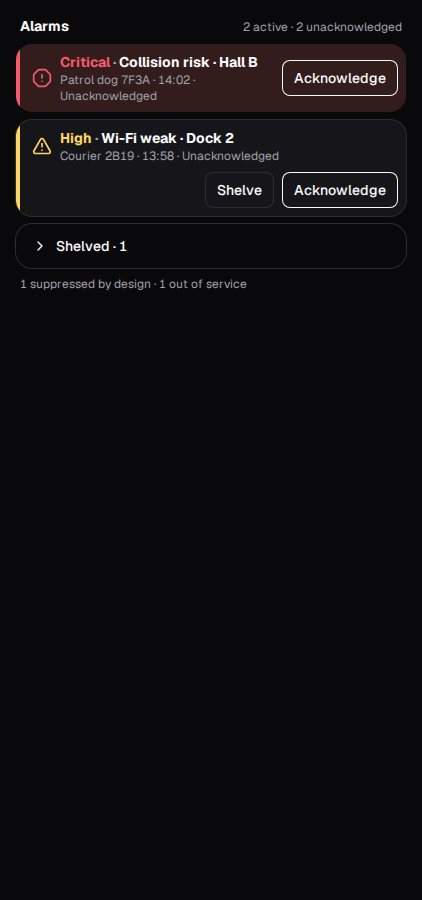 Alarms
2 active · 2 unacknowledged
Critical · Collision risk · Hall B
Patrol dog 7F3A · 14:02 ·
Unacknowledged
Acknowledge
High · Wi-Fi weak · Dock 2
Courier 2B19 · 13:58 · Unacknowledged
Shelve
Acknowledge
Shelved · 1
1 suppressed by design · 1 out of service